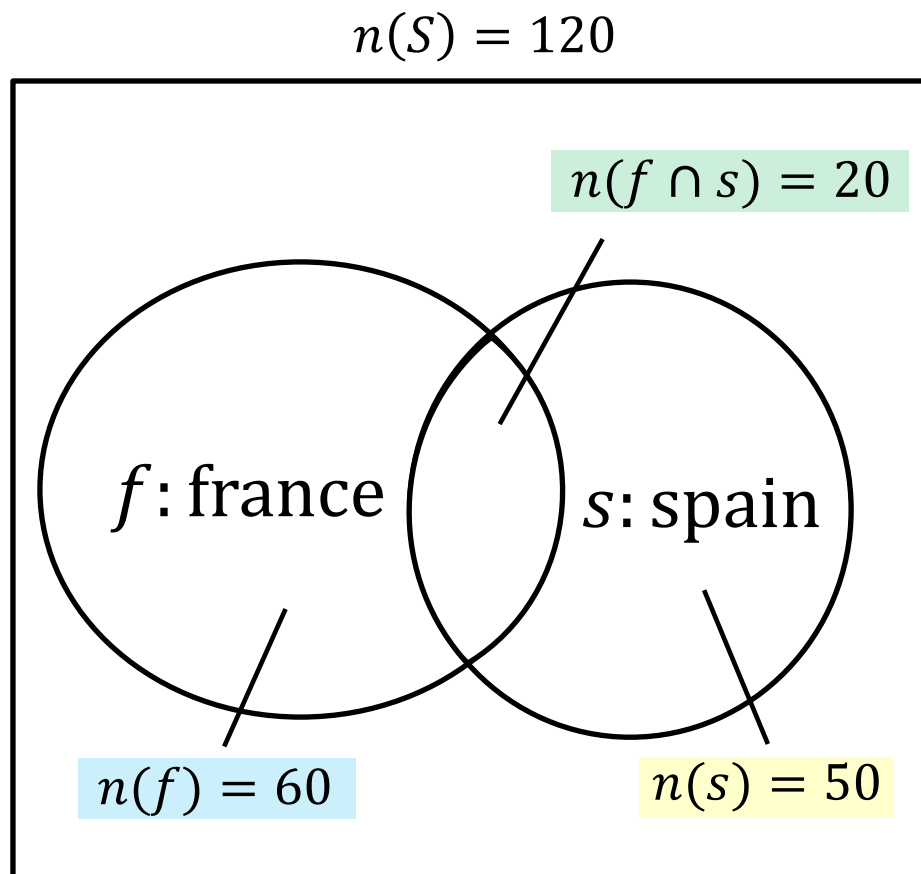 n(S) = 120
n(f ∩ s) = 20
f: france
s: spain
n(f) = 60
n(s) = 50